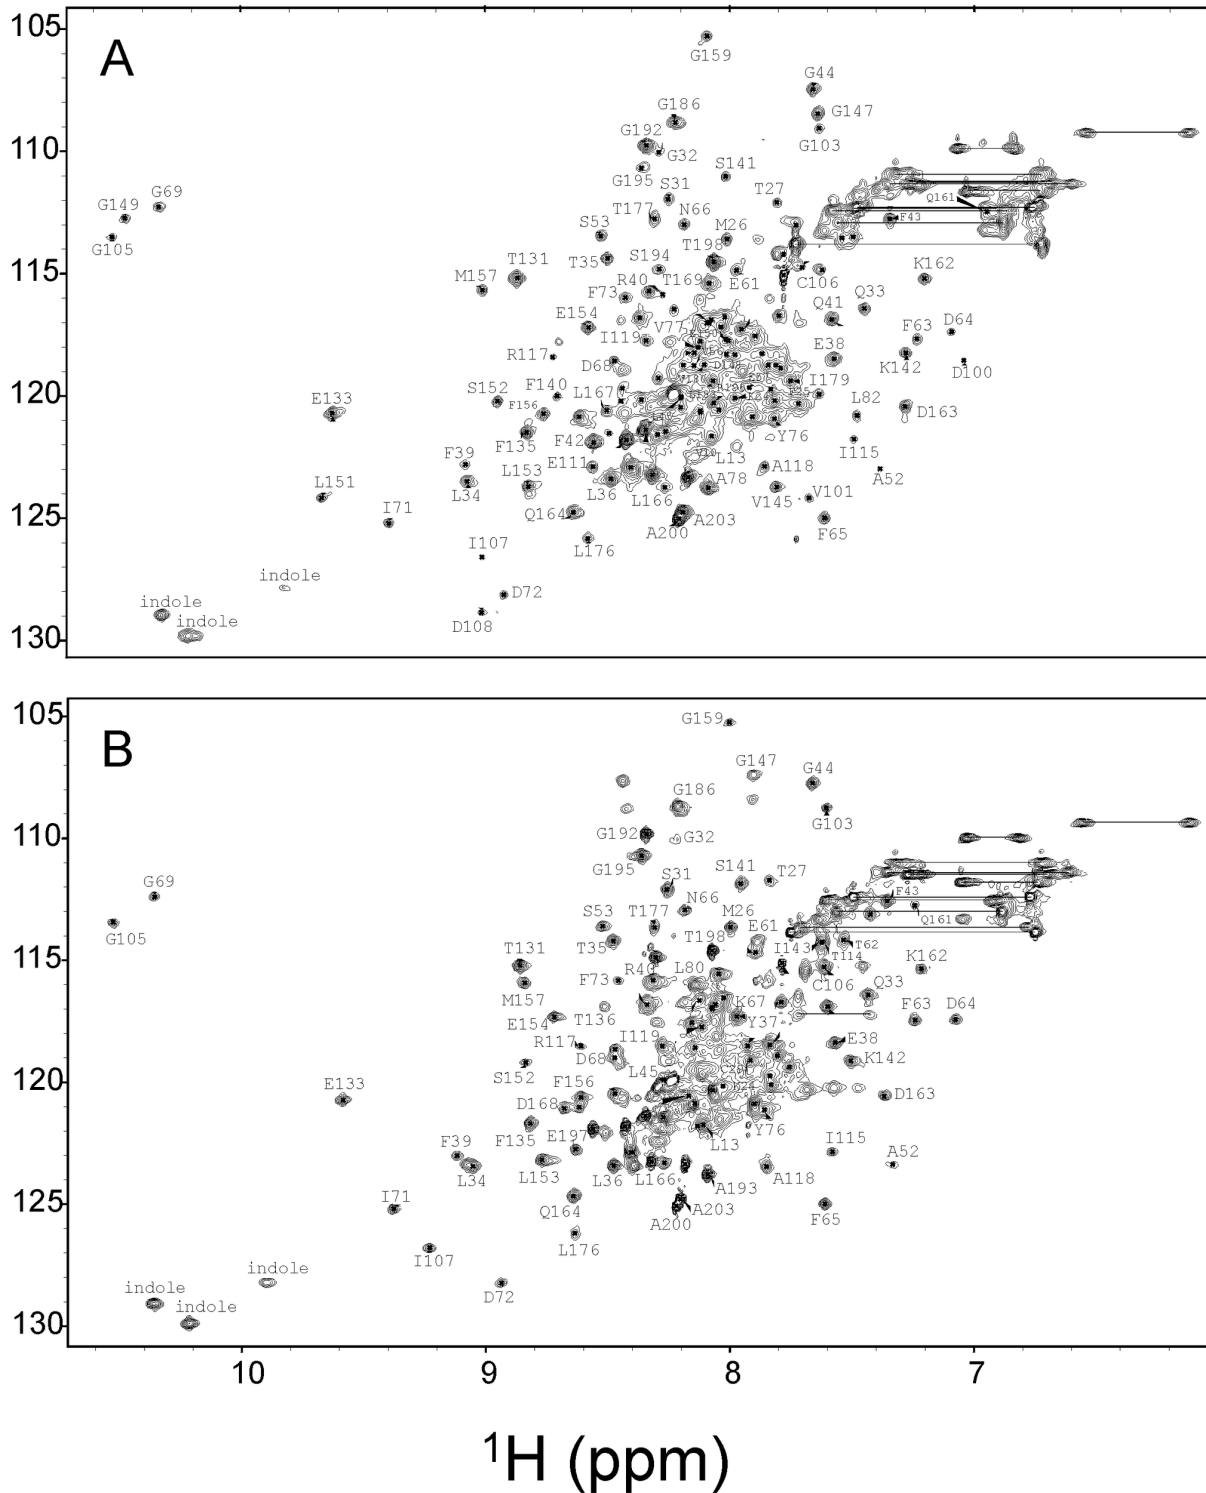 105
A
G159
G44
G186
G147
110
G192
G103
G32
G195
S141
S31
T27
Q161
G149
G69
T177
N66
F43
G105
S53
M26
T198
115
T35
S194
T131
C106
K162
M157
R40
T169
E61
F73
Q41
Q33
E154
V77
F63
D64
I119
E38
R117
D68
K142
D100
120
S152
F140
L167
I179
L82
E133
F156
D163
F135
F42
Y76
I115
F39
L13
L153
E111
A118
A52
L151
L34
L36
L166
A78
V145
V101
125
I71
Q164
A203
A200
F65
L176
I107
indole
D72
indole
indole
D108
130
105
B
G159
G147
G44
G186
110
G192
G103
G32
G195
S141
T27
G69
S31
N66
F43
S53
T177
M26
Q161
G105
T35
T198
E61
T62
I143
T114
115
T131
R40
L80
K162
F73
C106
Q33
M157
K67
E154
T136
Y37
F63
D64
I119
R117
E38
D68
K142
120
S152
L45
E133
F156
K24
D168
D163
F135
E197
Y76
F39
L13
I115
A52
L153
L34
L36
L166
A193
A118
125
I71
Q164
A203
A200
F65
L176
I107
indole
D72
indole
indole
130
10
9
8
7
1H (ppm)